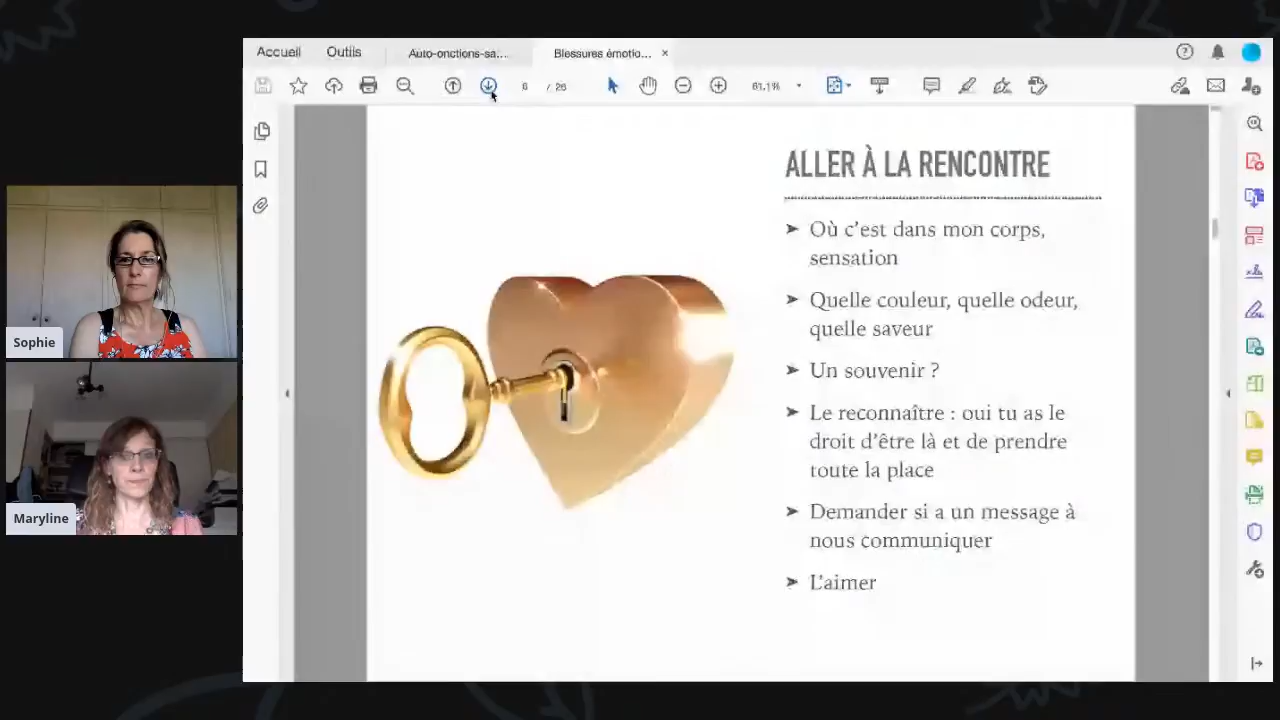 Accueil
Outils
Auto-onctions-sa...
Blessures émotio...
6 / 26
61,1%
Sophie
Maryline
ALLER À LA RENCONTRE
➤ Où c'est dans mon corps,
sensation
➤ Quelle couleur, quelle odeur,
quelle saveur
➤ Un souvenir ?
➤ Le reconnaître : oui tu as le
droit d'être là et de prendre
toute la place
➤ Demander si a un message à
nous communiquer
➤ L'aimer